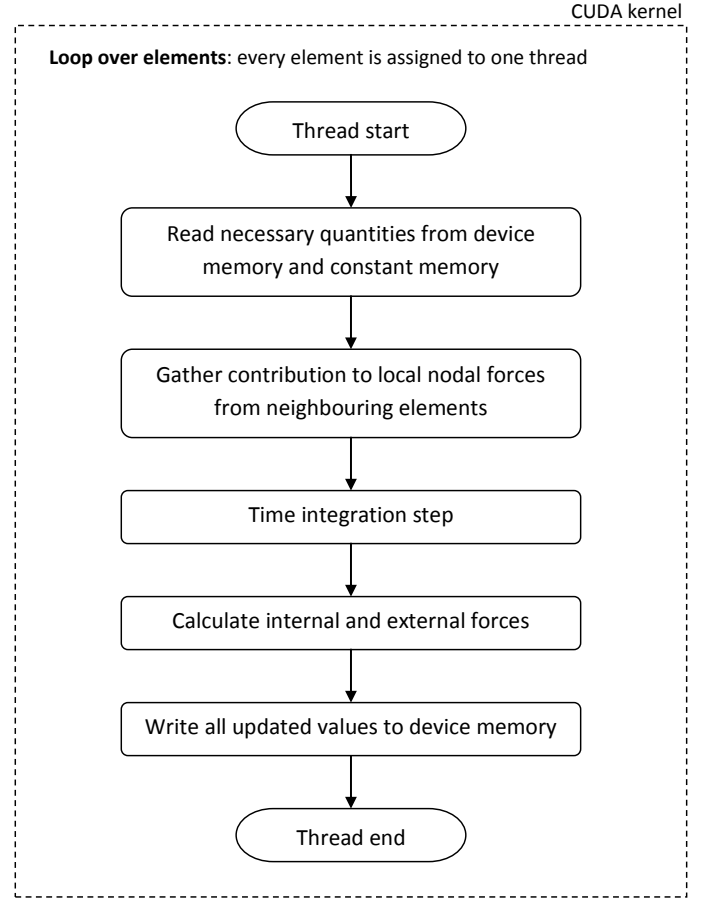 CUDA kernel
Loop over elements: every element is assigned to one thread
Thread start
Read necessary quantities from device
memory and constant memory
Gather contribution to local nodal forces
from neighbouring elements
Time integration step
Calculate internal and external forces
Write all updated values to device memory
Thread end